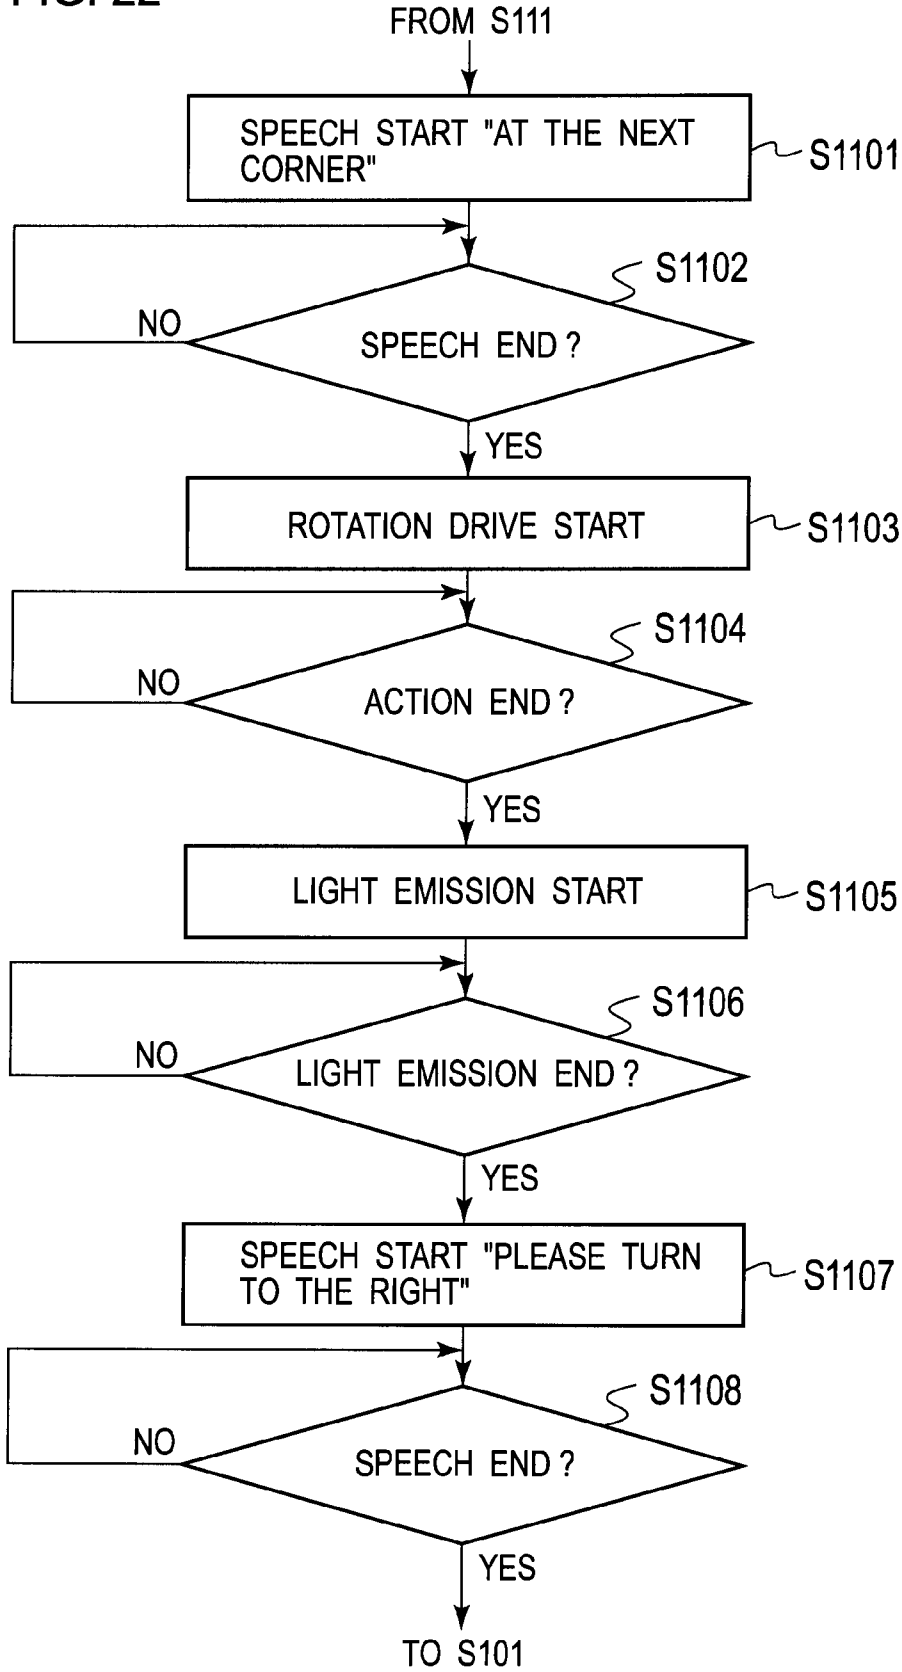 FROM S111
SPEECH START "AT THE NEXT
CORNER"
S1101
S1102
NO
SPEECH END ?
YES
ROTATION DRIVE START
S1103
S1104
NO
ACTION END ?
YES
LIGHT EMISSION START
S1105
S1106
NO
LIGHT EMISSION END ?
YES
SPEECH START "PLEASE TURN
TO THE RIGHT"
S1107
S1108
NO
SPEECH END ?
YES
TO S101